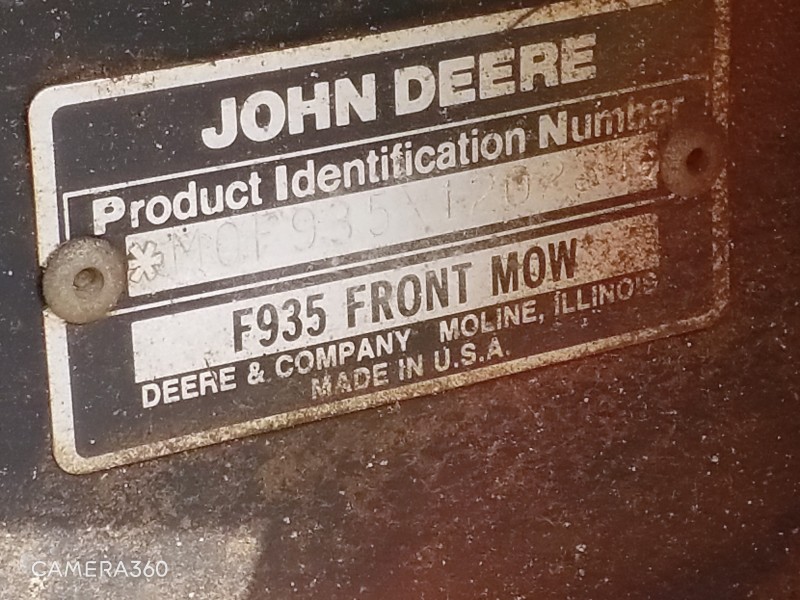 JOHN DEERE
Product Identification Number
F935 FRONT MOW
DEERE & COMPANY MOLINE, ILLINOIS
MADE IN U.S.A.
CAMERA360